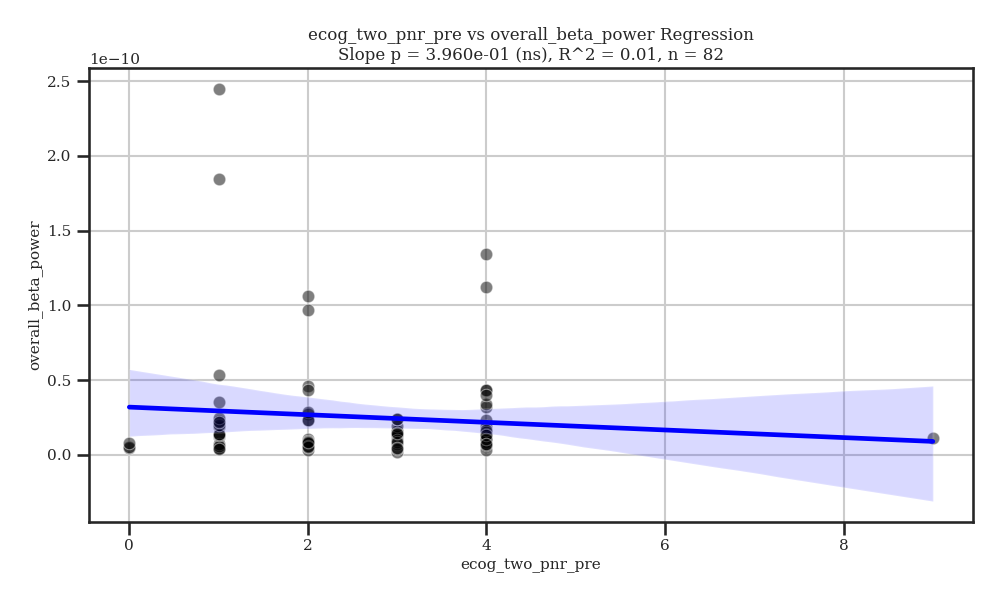 ecog_two_pnr_pre vs overall_beta_power Regression
Slope p = 3.960e-01 (ns), R^2 = 0.01, n = 82
1e−10
2.5
2.0
1.5
1.0
0.5
0.0
overall_beta_power
0 2 4 6 8
ecog_two_pnr_pre